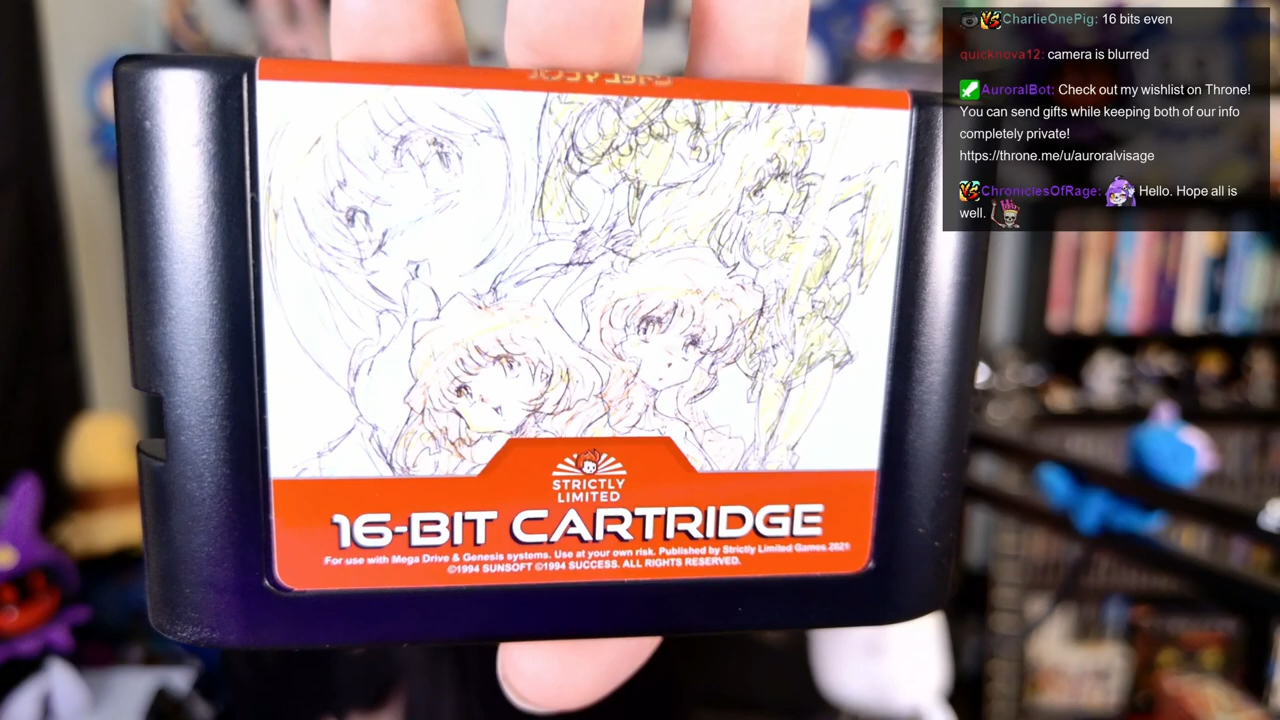 CharlieOnePig: 16 bits even
quicknova12: camera is blurred
AuroralBot: Check out my wishlist on Throne!
You can send gifts while keeping both of our info
completely private!
https://throne.me/u/auroralvisage
ChroniclesOfRage: Hello. Hope all is
well.
STRICTLY
LIMITED
16-BIT CARTRIDGE
For use with Mega Drive & Genesis systems. Use at your own risk. Published by Strictly Limited Games 2021
©1994 SUNSOFT ©1994 SUCCESS. ALL RIGHTS RESERVED.